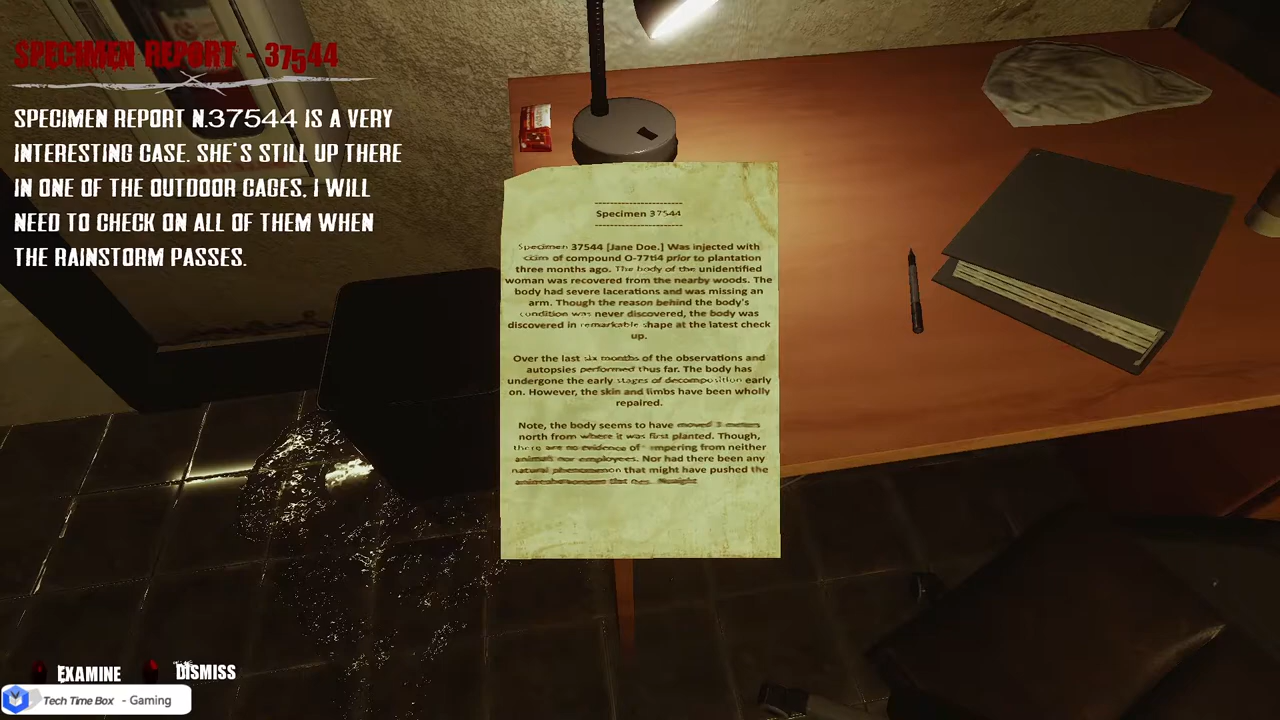 SPECIMEN REPORT - 37544
SPECIMEN REPORT N.37544 IS A VERY
INTERESTING CASE. SHE'S STILL UP THERE
IN ONE OF THE OUTDOOR CAGES, I WILL
NEED TO CHECK ON ALL OF THEM WHEN
THE RAINSTORM PASSES.
Specimen 37544
Specimen 37544 [Jane Doe.] Was injected with
of compound O-77ti4 prior to plantation
three months ago. The body of the unidentified
woman was recovered from the nearby woods. The
body had severe lacerations and was missing an
arm. Though the reason behind the body's
condition was never discovered, the body was
discovered in remarkable shape at the latest check
up.
Over the last six months of the observations and
autopsies performed thus far. The body has
undergone the early stages of decomposition early
on. However, the skin and limbs have been wholly
repaired.
Note, the body seems to have moved 3 meters
north from where it was first planted. Though,
there are no evidence of tampering from neither
animals nor employees. Nor had there been any
natural phenomenon that might have pushed the
EXAMINE
DISMISS
Tech Time Box - Gaming